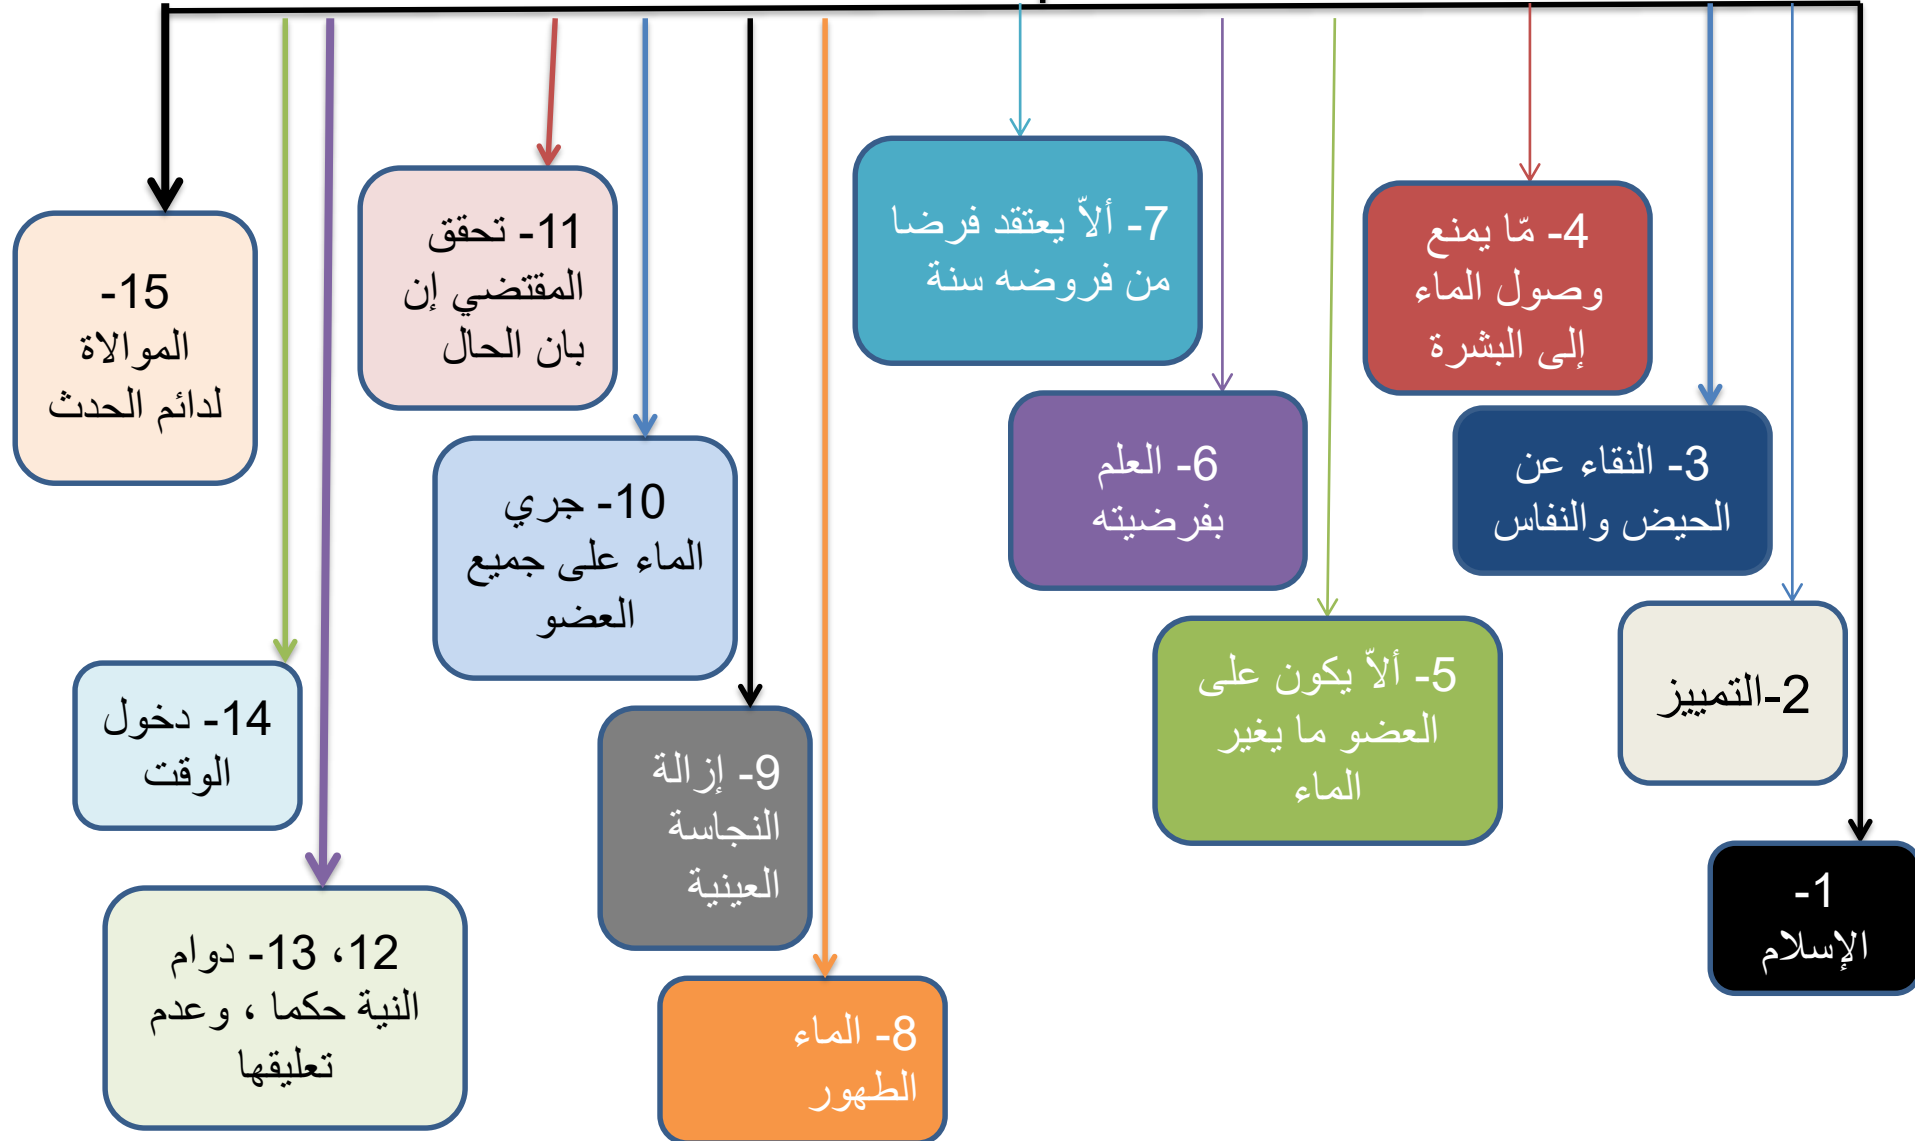 1-
الإسلام
2-التمييز
3- النقاء عن
الحيض والنفاس
4- مّا يمنع
وصول الماء
إلى البشرة
5- ألاّ يكون على
العضو ما يغير
الماء
6- العلم
بفرضيته
7- ألاّ يعتقد فرضا
من فروضه سنة
8- الماء
الطهور
9- إزالة
النجاسة
العينية
10- جري
الماء على جميع
العضو
11- تحقق
المقتضي إن
بان الحال
12، 13- دوام
النية حكما ، وعدم
تعليقها
14- دخول
الوقت
15-
الموالاة
لدائم الحدث